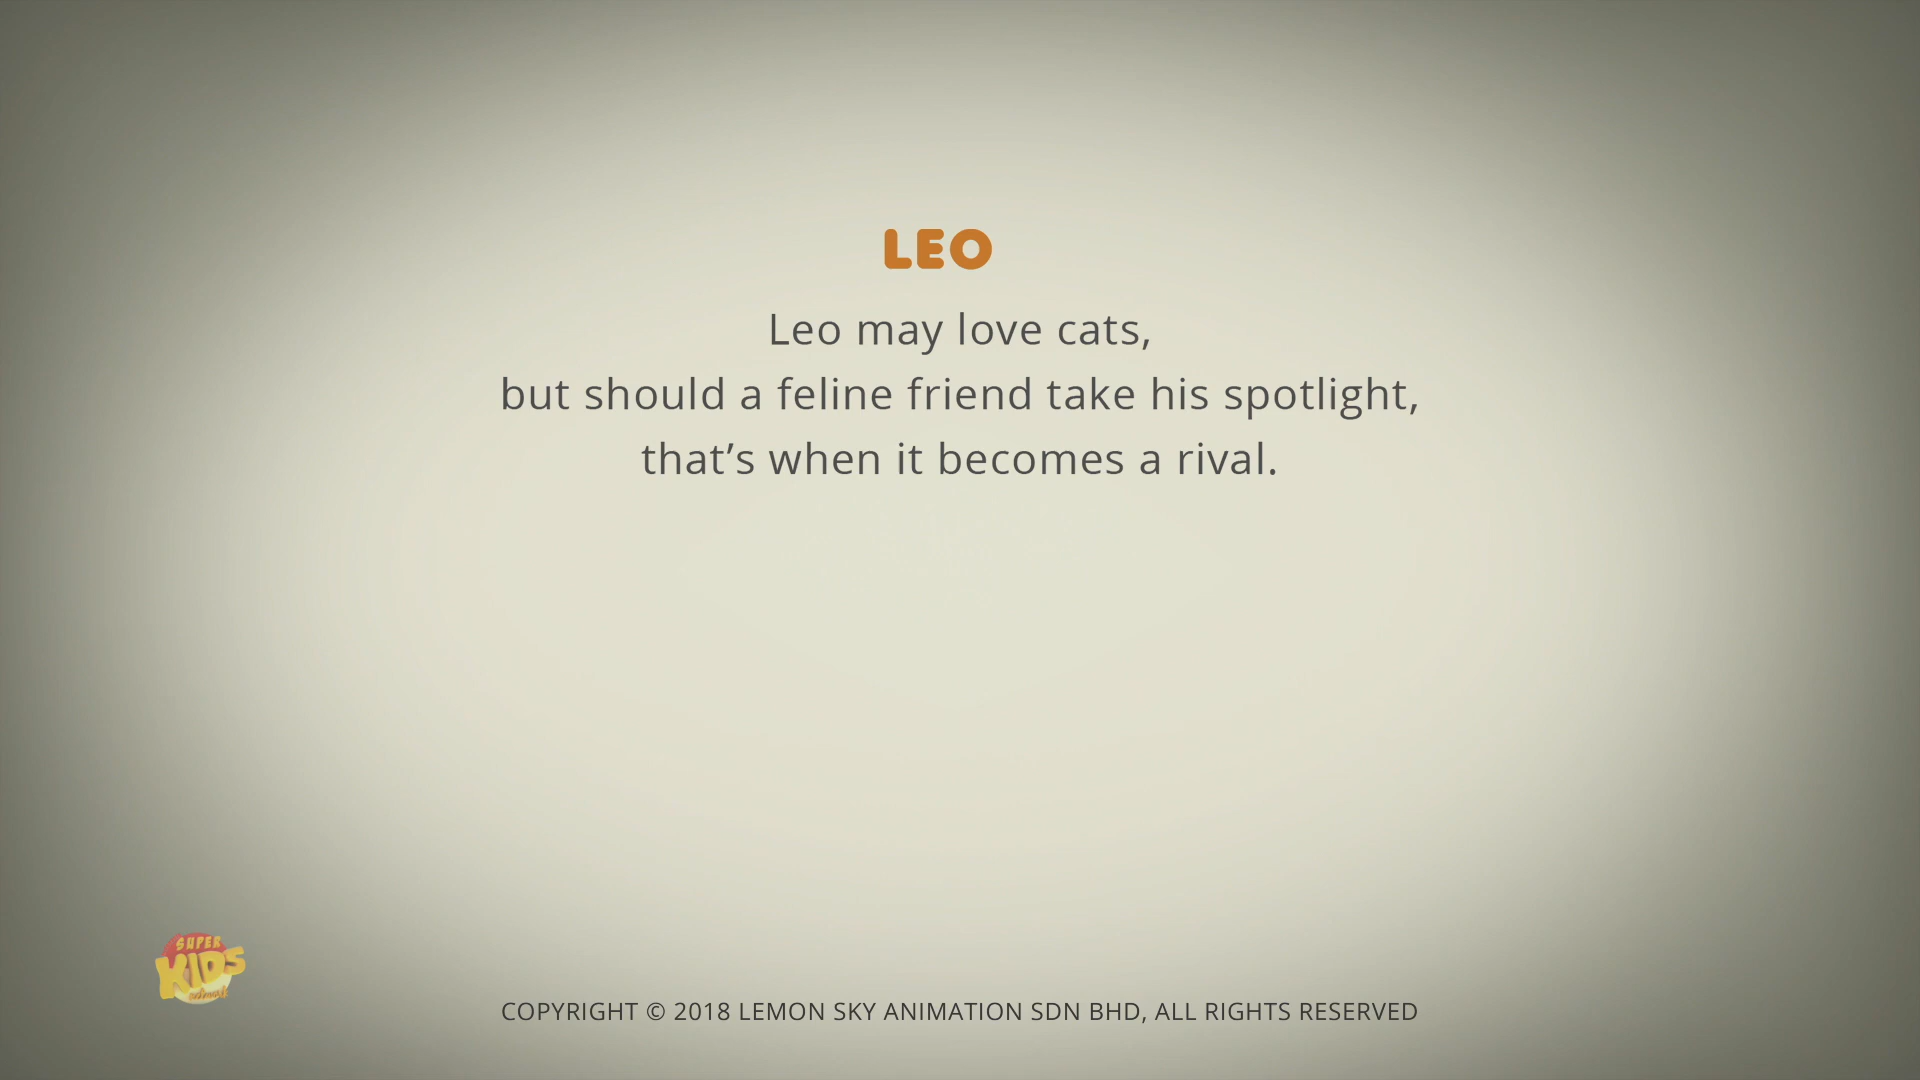 LEO
Leo may love cats,
but should a feline friend take his spotlight,
that’s when it becomes a rival.
SUPER
KIDS
network
COPYRIGHT © 2018 LEMON SKY ANIMATION SDN BHD, ALL RIGHTS RESERVED